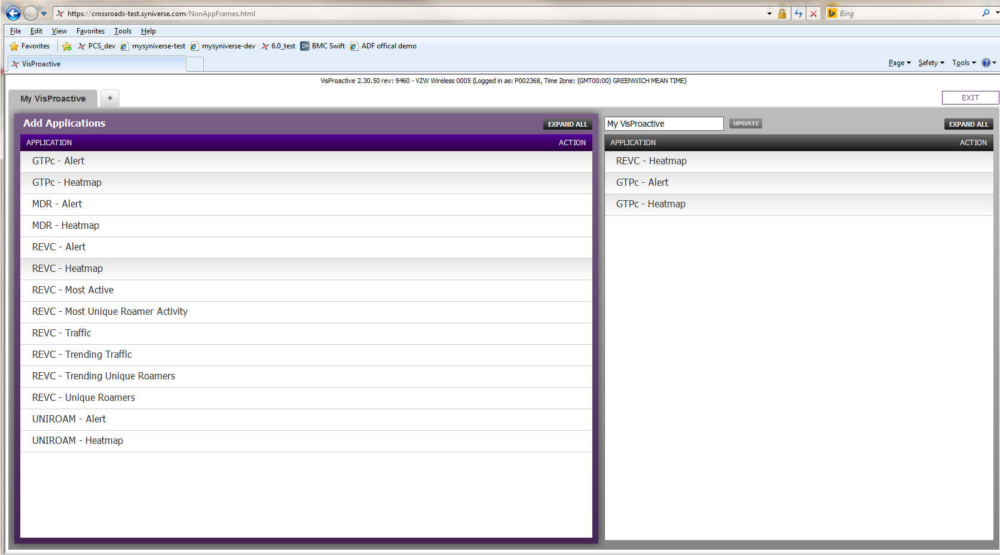 https://crossroads-test.syniverse.com/NonAppFrames.html
Bing
File Edit View Favorites Tools Help
Favorites PCS_dev mysyniverse-test mysyniverse-dev 6.0_test BMC Swift ADF offical demo
VisProactive
Page Safety Tools
VisProactive 2.30.50 rev: 9460 - VZW Wireless 0005 (Logged in as: P002368, Time Zone: (GMT00:00) GREENWICH MEAN TIME)
My VisProactive +
EXIT
Add Applications
EXPAND ALL
APPLICATION ACTION
GTPc - Alert
GTPc - Heatmap
MDR - Alert
MDR - Heatmap
REVC - Alert
REVC - Heatmap
REVC - Most Active
REVC - Most Unique Roamer Activity
REVC - Traffic
REVC - Trending Traffic
REVC - Trending Unique Roamers
REVC - Unique Roamers
UNIROAM - Alert
UNIROAM - Heatmap
My VisProactive UPDATE EXPAND ALL
APPLICATION ACTION
REVC - Heatmap
GTPc - Alert
GTPc - Heatmap